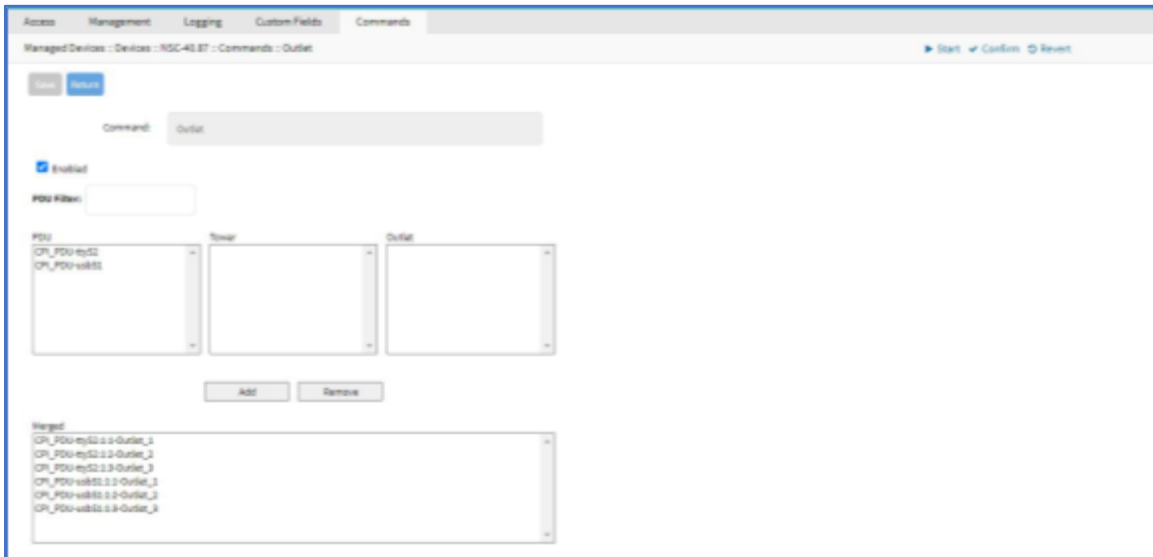 Access Management Logging Custom Fields Commands
Managed Devices :: Devices :: NSC-40.87 :: Commands :: Outlet
Start Confirm Revert
Save Return
Command: Outlet
Enabled
PDU Filter:
PDU Tower Outlet
CPI_PDU-ttyS2
CPI_PDU-usbS1
Add Remove
Merged
CPI_PDU-ttyS2:1:1-Outlet_1
CPI_PDU-ttyS2:1:2-Outlet_2
CPI_PDU-ttyS2:1:3-Outlet_3
CPI_PDU-usbS1:1:1-Outlet_1
CPI_PDU-usbS1:1:2-Outlet_2
CPI_PDU-usbS1:1:3-Outlet_3